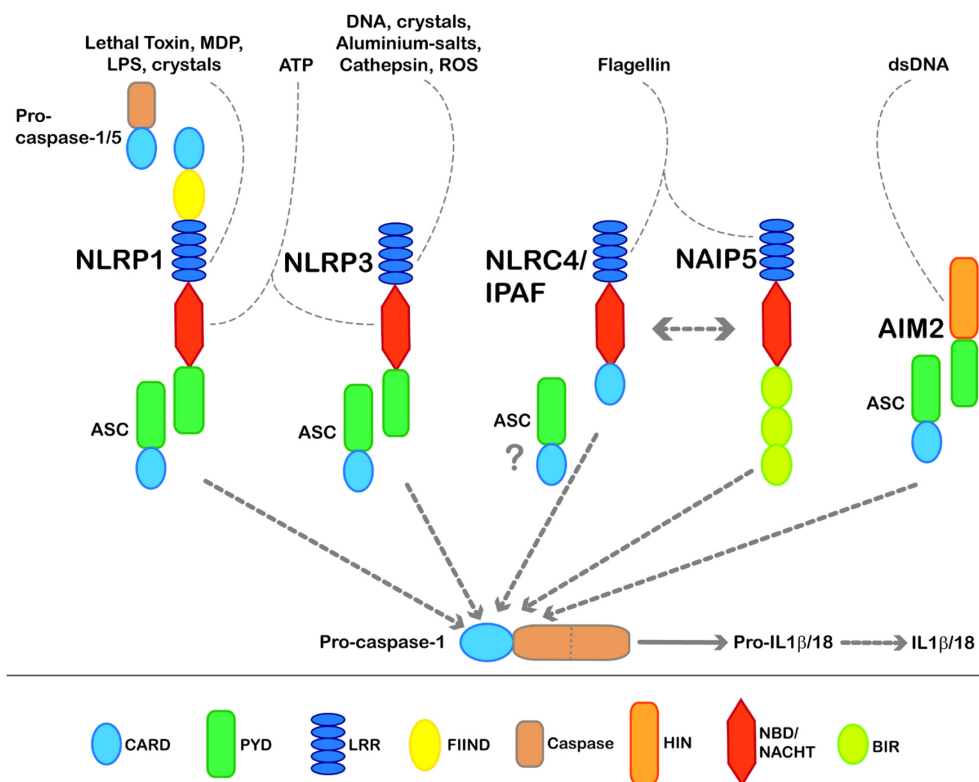 Lethal Toxin, MDP,
LPS, crystals
ATP
DNA, crystals,
Aluminium-salts,
Cathepsin, ROS
Flagellin
dsDNA
Pro-
caspase-1/5
NLRP1
NLRP3
NLRC4/
IPAF
NAIP5
AIM2
ASC
ASC
ASC
?
ASC
Pro-caspase-1
Pro-IL1β/18
IL1β/18
CARD
PYD
LRR
FIIND
Caspase
HIN
NBD/
NACHT
BIR